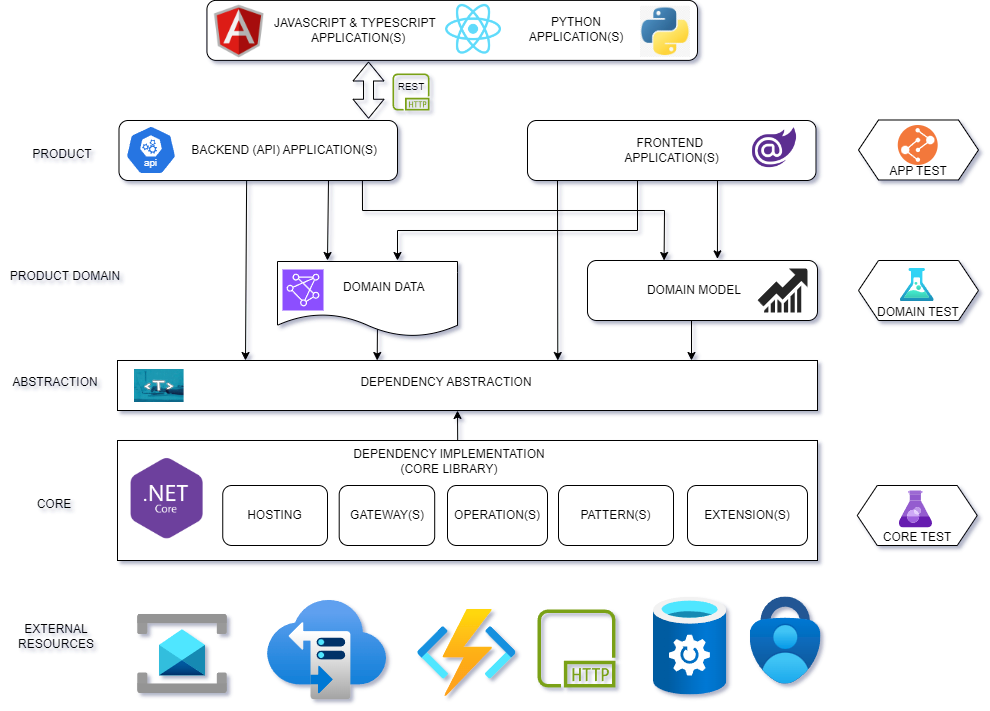 JAVASCRIPT & TYPESCRIPT
APPLICATION(S)
PYTHON
APPLICATION(S)
REST
HTTP
PRODUCT
api
BACKEND (API) APPLICATION(S)
FRONTEND
APPLICATION(S)
@
APP TEST
PRODUCT DOMAIN
DOMAIN DATA
DOMAIN MODEL
DOMAIN TEST
ABSTRACTION
<T>
DEPENDENCY ABSTRACTION
CORE
DEPENDENCY IMPLEMENTATION
(CORE LIBRARY)
.NET
Core
HOSTING
GATEWAY(S)
OPERATION(S)
PATTERN(S)
EXTENSION(S)
CORE TEST
EXTERNAL
RESOURCES
HTTP